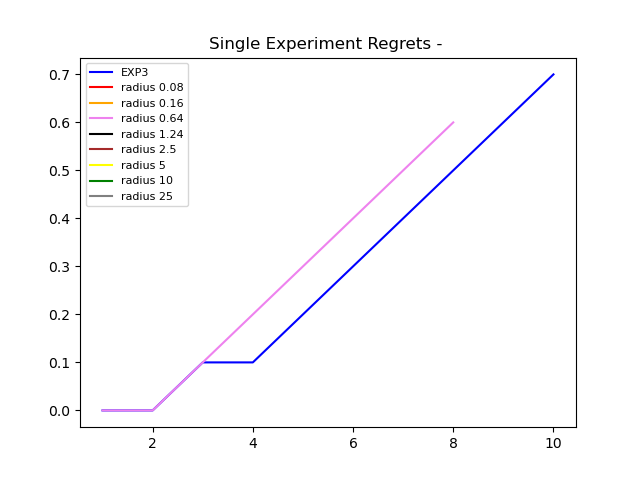 Single Experiment Regrets -
EXP3
radius 0.08
radius 0.16
radius 0.64
radius 1.24
radius 2.5
radius 5
radius 10
radius 25
0.7
0.6
0.5
0.4
0.3
0.2
0.1
0.0
2 4 6 8 10